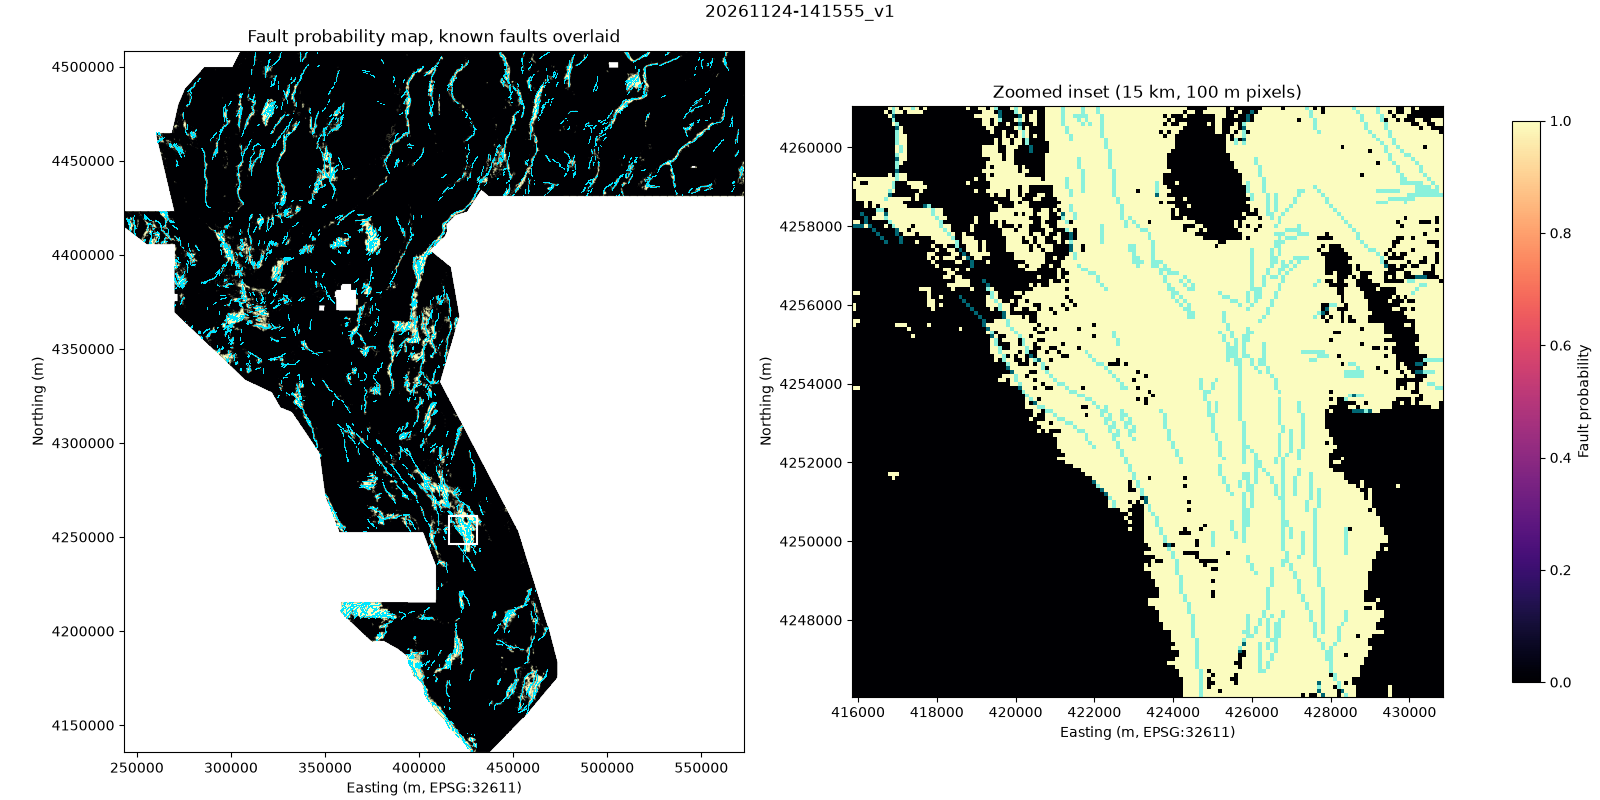 20261124-141555_v1
Fault probability map, known faults overlaid
4500000
4450000
4400000
4350000
4300000
4250000
4200000
4150000
Northing (m)
250000 300000 350000 400000 450000 500000 550000
Easting (m, EPSG:32611)
Zoomed inset (15 km, 100 m pixels)
4260000
4258000
4256000
4254000
4252000
4250000
4248000
Northing (m)
416000 418000 420000 422000 424000 426000 428000 430000
Easting (m, EPSG:32611)
1.0
0.8
0.6
0.4
0.2
0.0
Fault probability